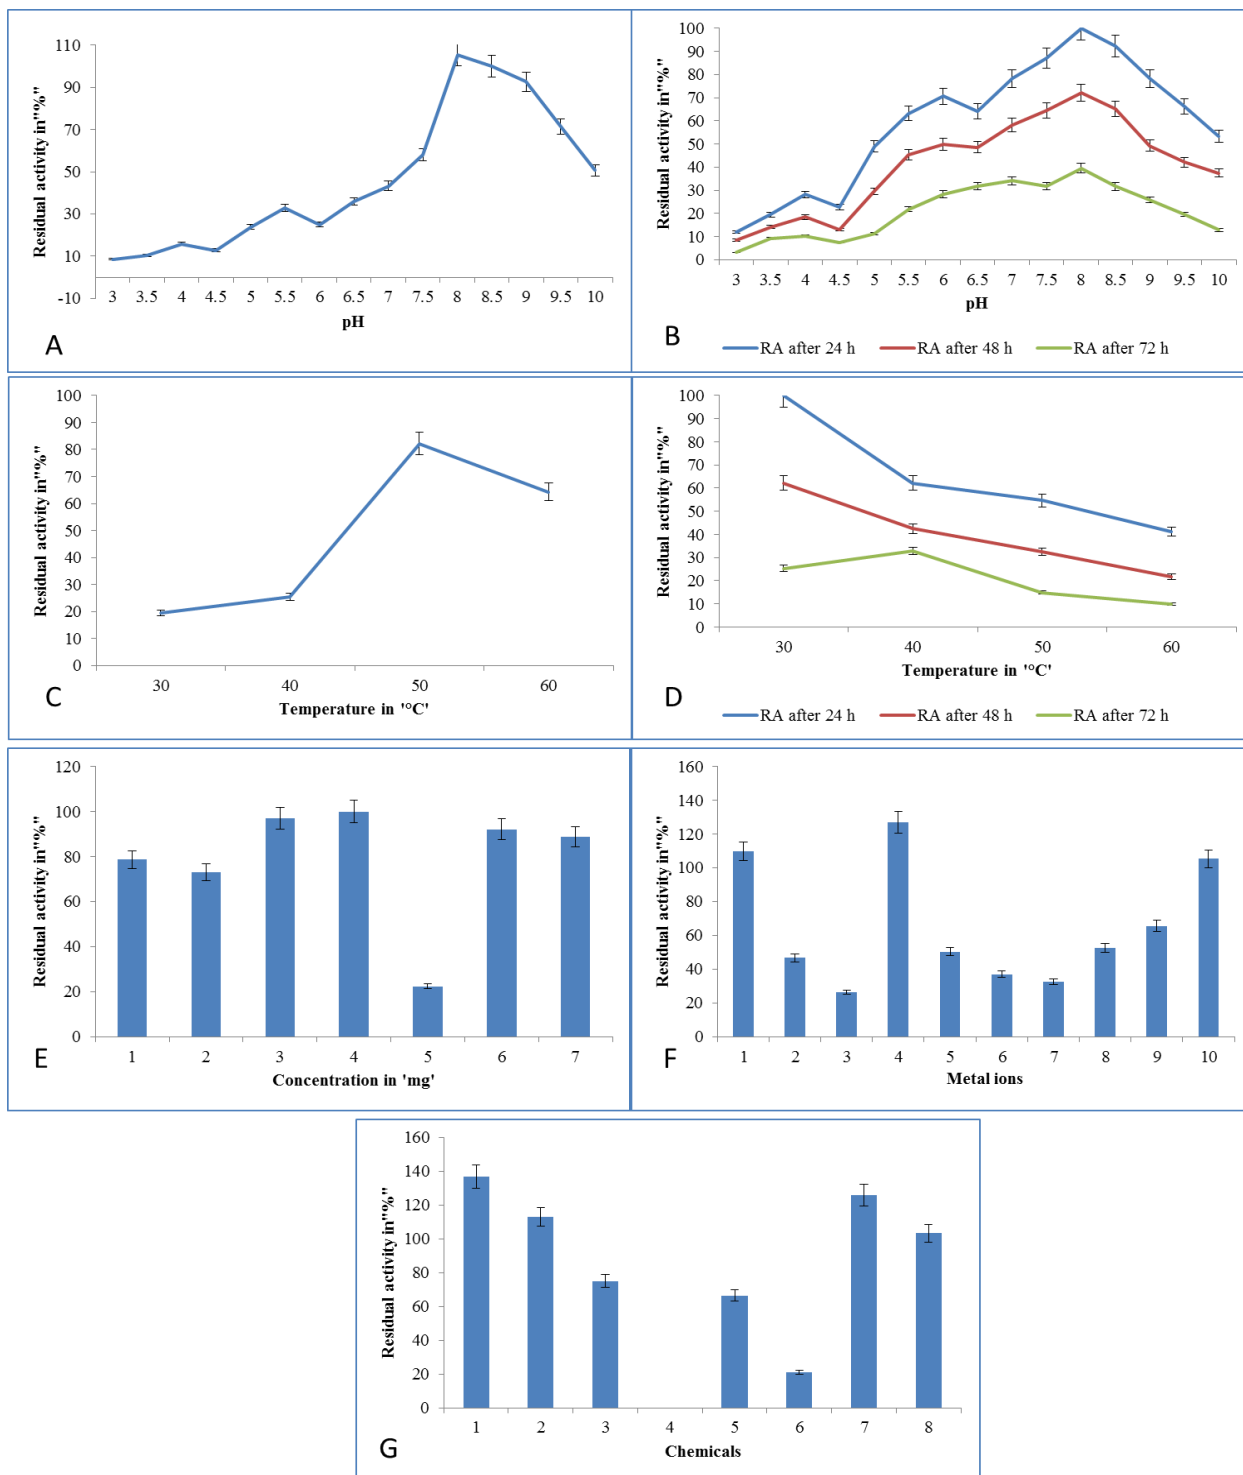 110
90
70
50
30
10
-10
Residual activity in"%"
3 3.5 4 4.5 5 5.5 6 6.5 7 7.5 8 8.5 9 9.5 10
pH
A
100
90
80
70
60
50
40
30
20
10
0
Residual activity in"%"
3 3.5 4 4.5 5 5.5 6 6.5 7 7.5 8 8.5 9 9.5 10
pH
B
RA after 24 h RA after 48 h RA after 72 h
100
90
80
70
60
50
40
30
20
10
0
Residual activity in"%"
30 40 50 60
Temperature in '°C'
C
100
90
80
70
60
50
40
30
20
10
0
Residual activity in"%"
30 40 50 60
Temperature in '°C'
D
RA after 24 h RA after 48 h RA after 72 h
120
100
80
60
40
20
0
Residual activity in"%"
1 2 3 4 5 6 7
Concentration in 'mg'
E
160
140
120
100
80
60
40
20
0
Residual activity in"%"
1 2 3 4 5 6 7 8 9 10
Metal ions
F
160
140
120
100
80
60
40
20
0
Residual activity in"%"
1 2 3 4 5 6 7 8
Chemicals
G